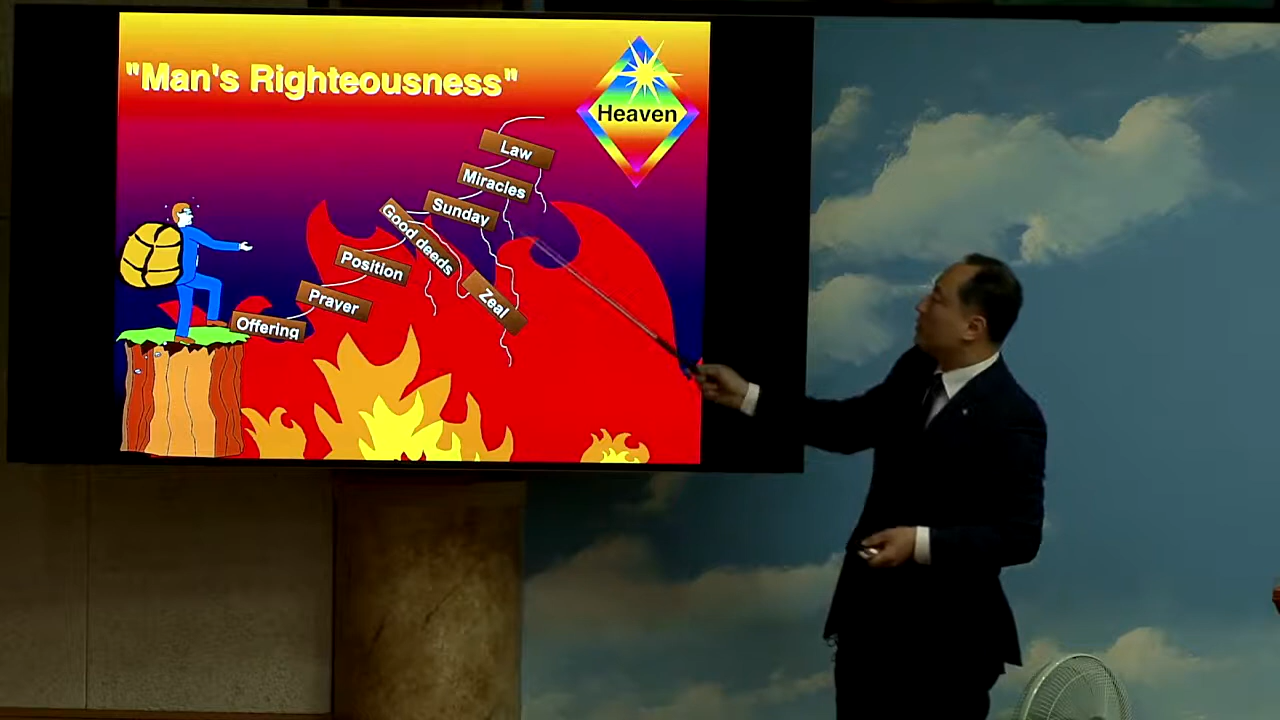 "Man's Righteousness"
Heaven
Law
Miracles
Sunday
Good deeds
Position
Zeal
Prayer
Offering